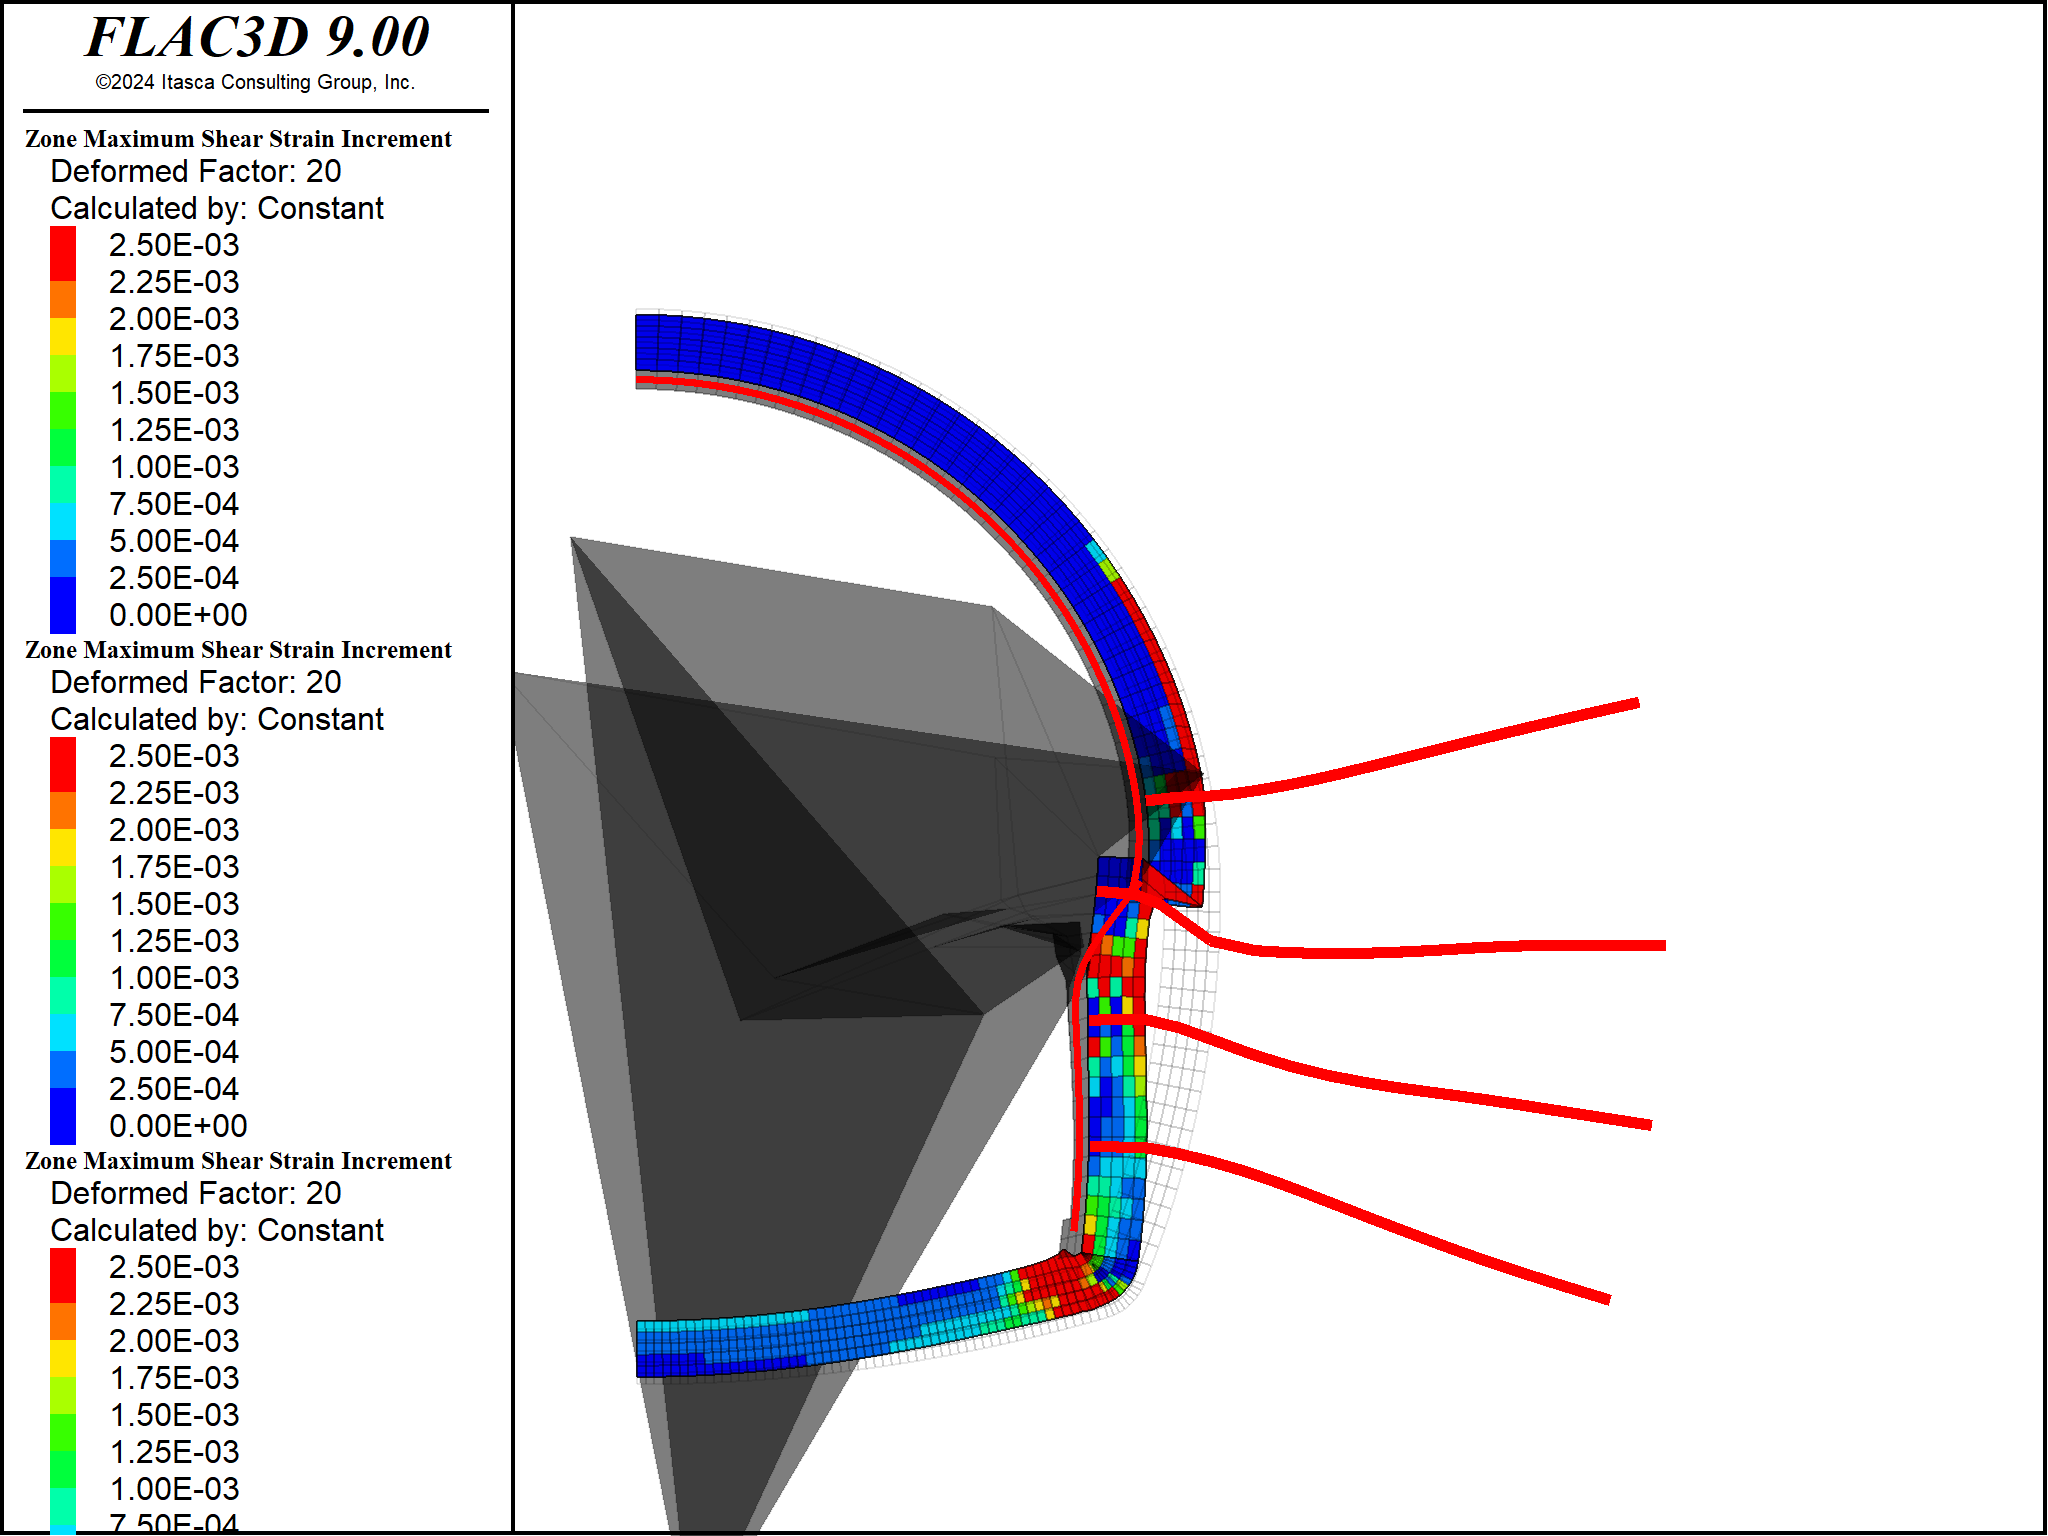 FLAC3D 9.00
©2024 Itasca Consulting Group, Inc.
Zone Maximum Shear Strain Increment
Deformed Factor: 20
Calculated by: Constant
2.50E-03
2.25E-03
2.00E-03
1.75E-03
1.50E-03
1.25E-03
1.00E-03
7.50E-04
5.00E-04
2.50E-04
0.00E+00
Zone Maximum Shear Strain Increment
Deformed Factor: 20
Calculated by: Constant
2.50E-03
2.25E-03
2.00E-03
1.75E-03
1.50E-03
1.25E-03
1.00E-03
7.50E-04
5.00E-04
2.50E-04
0.00E+00
Zone Maximum Shear Strain Increment
Deformed Factor: 20
Calculated by: Constant
2.50E-03
2.25E-03
2.00E-03
1.75E-03
1.50E-03
1.25E-03
1.00E-03
7.50E-04